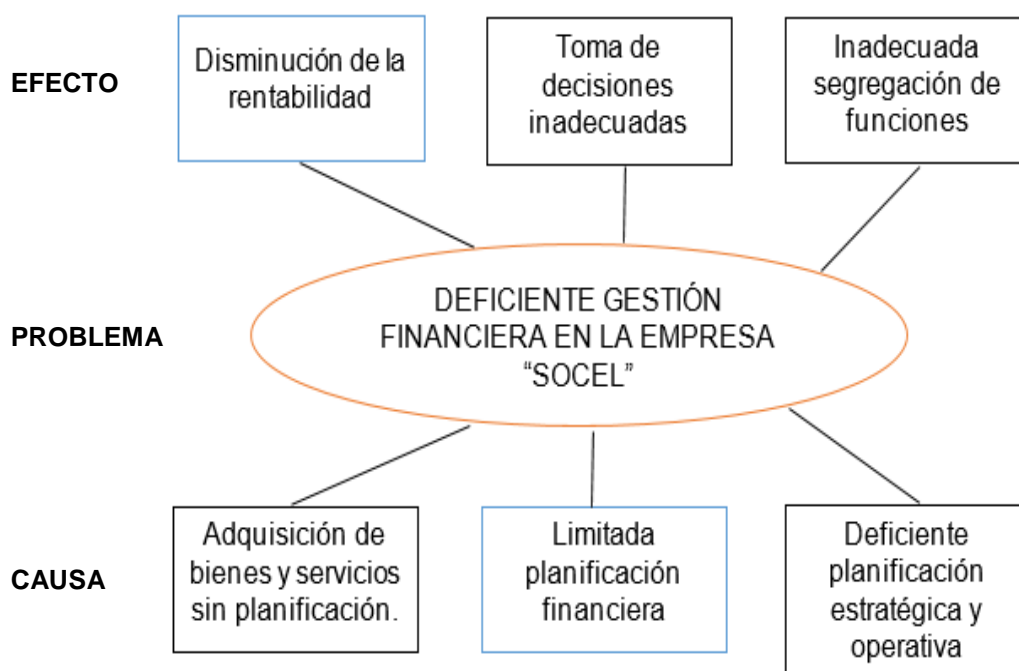 EFECTO
Disminución de la
rentabilidad
Toma de
decisiones
inadecuadas
Inadecuada
segregación de
funciones
PROBLEMA
DEFICIENTE GESTIÓN
FINANCIERA EN LA EMPRESA
“SOCEL”
CAUSA
Adquisición de
bienes y servicios
sin planificación.
Limitada
planificación
financiera
Deficiente
planificación
estratégica y
operativa